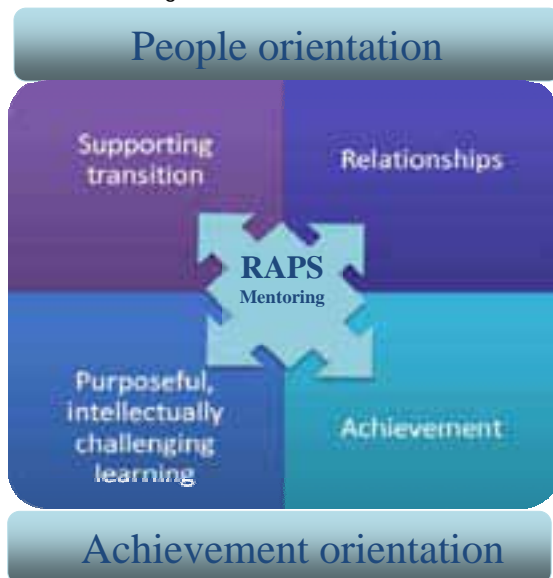 People orientation
Supporting
transition
Relationships
RAPS
Mentoring
Purposeful,
intellectually
challenging
learning
Achievement
Achievement orientation